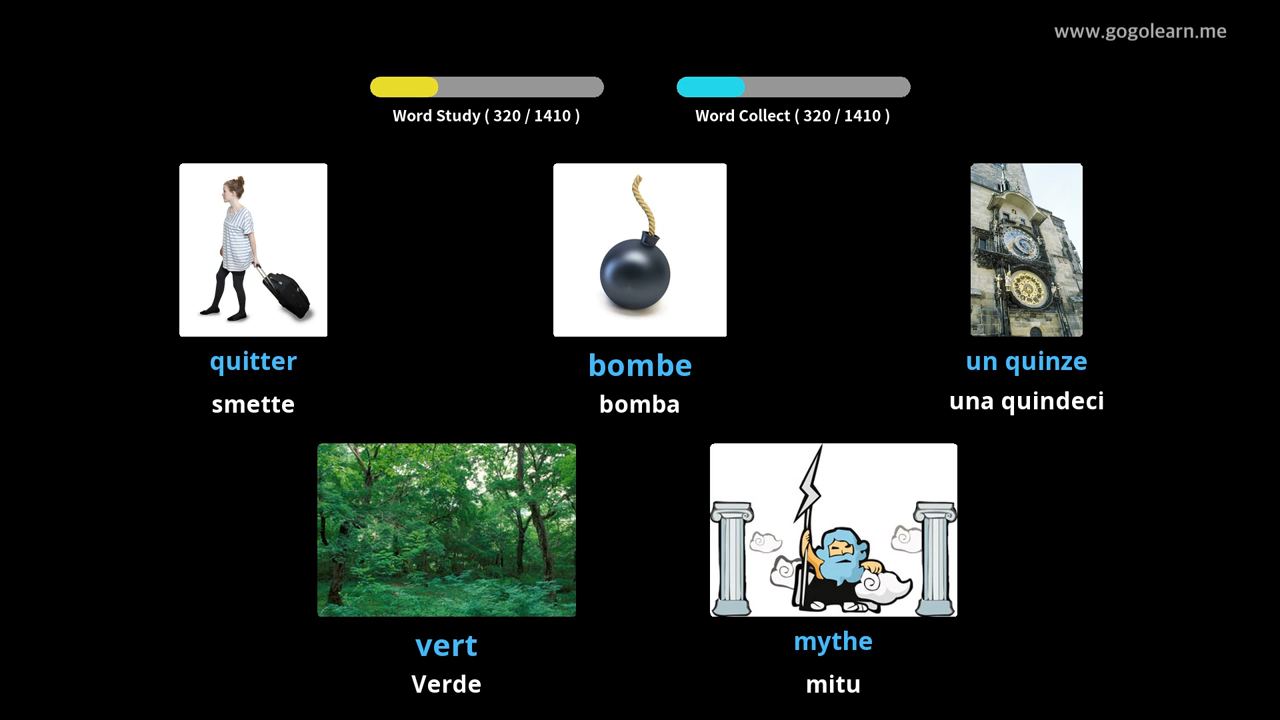 www.gogolearn.me
Word Study ( 320 / 1410 )
Word Collect ( 320 / 1410 )
quitter
smette
bombe
bomba
un quinze
una quindeci
vert
Verde
mythe
mitu